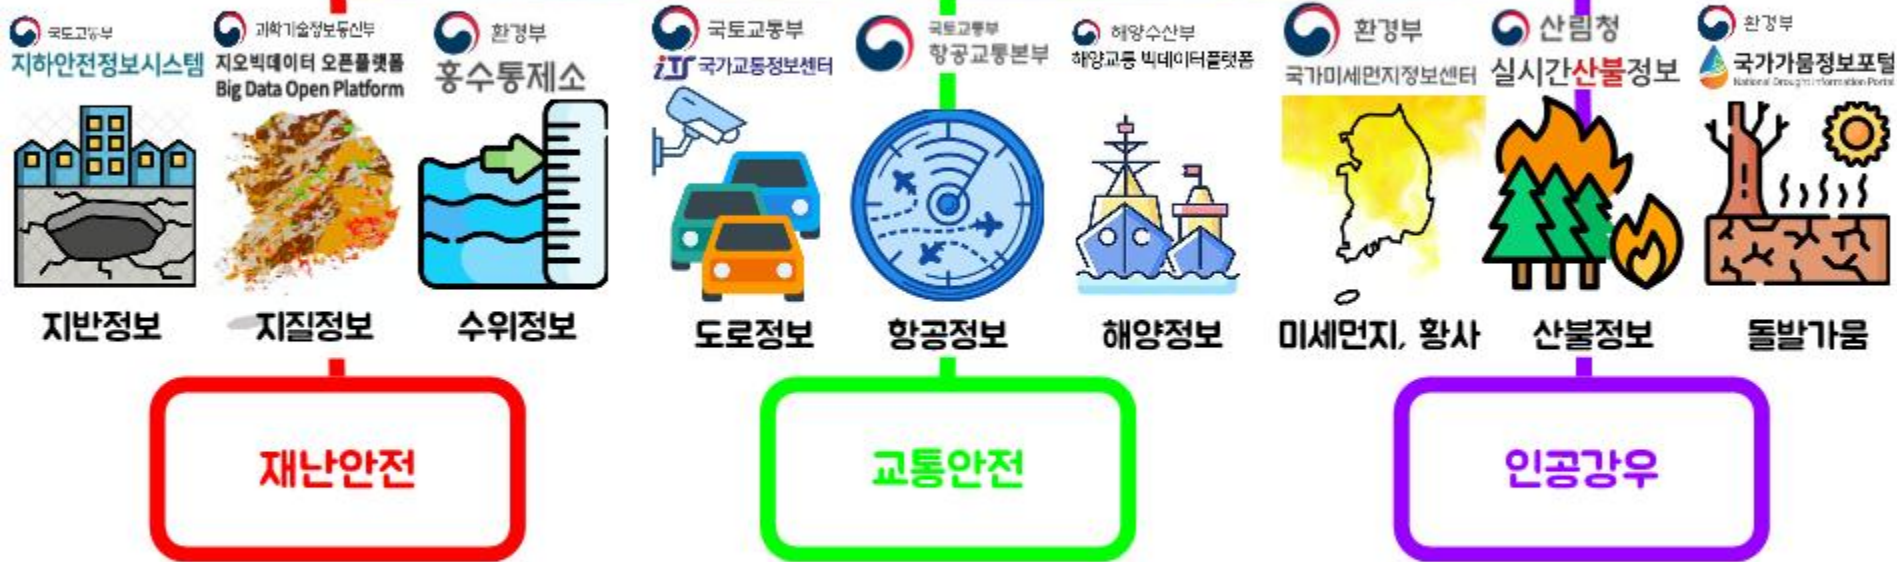 국토교통부
지하안전정보시스템
과학기술정보통신부
지오빅데이터 오픈플랫폼
Big Data Open Platform
환경부
홍수통제소
국토교통부
iTS 국가교통정보센터
국토교통부
항공교통본부
해양수산부
해양교통 빅데이터플랫폼
환경부
국가미세먼지정보센터
산림청
실시간산불정보
환경부
국가가뭄정보포털
National Drought Information Portal
지반정보
지질정보
수위정보
도로정보
항공정보
해양정보
미세먼지, 황사
산불정보
돌발가뭄
재난안전
교통안전
인공강우